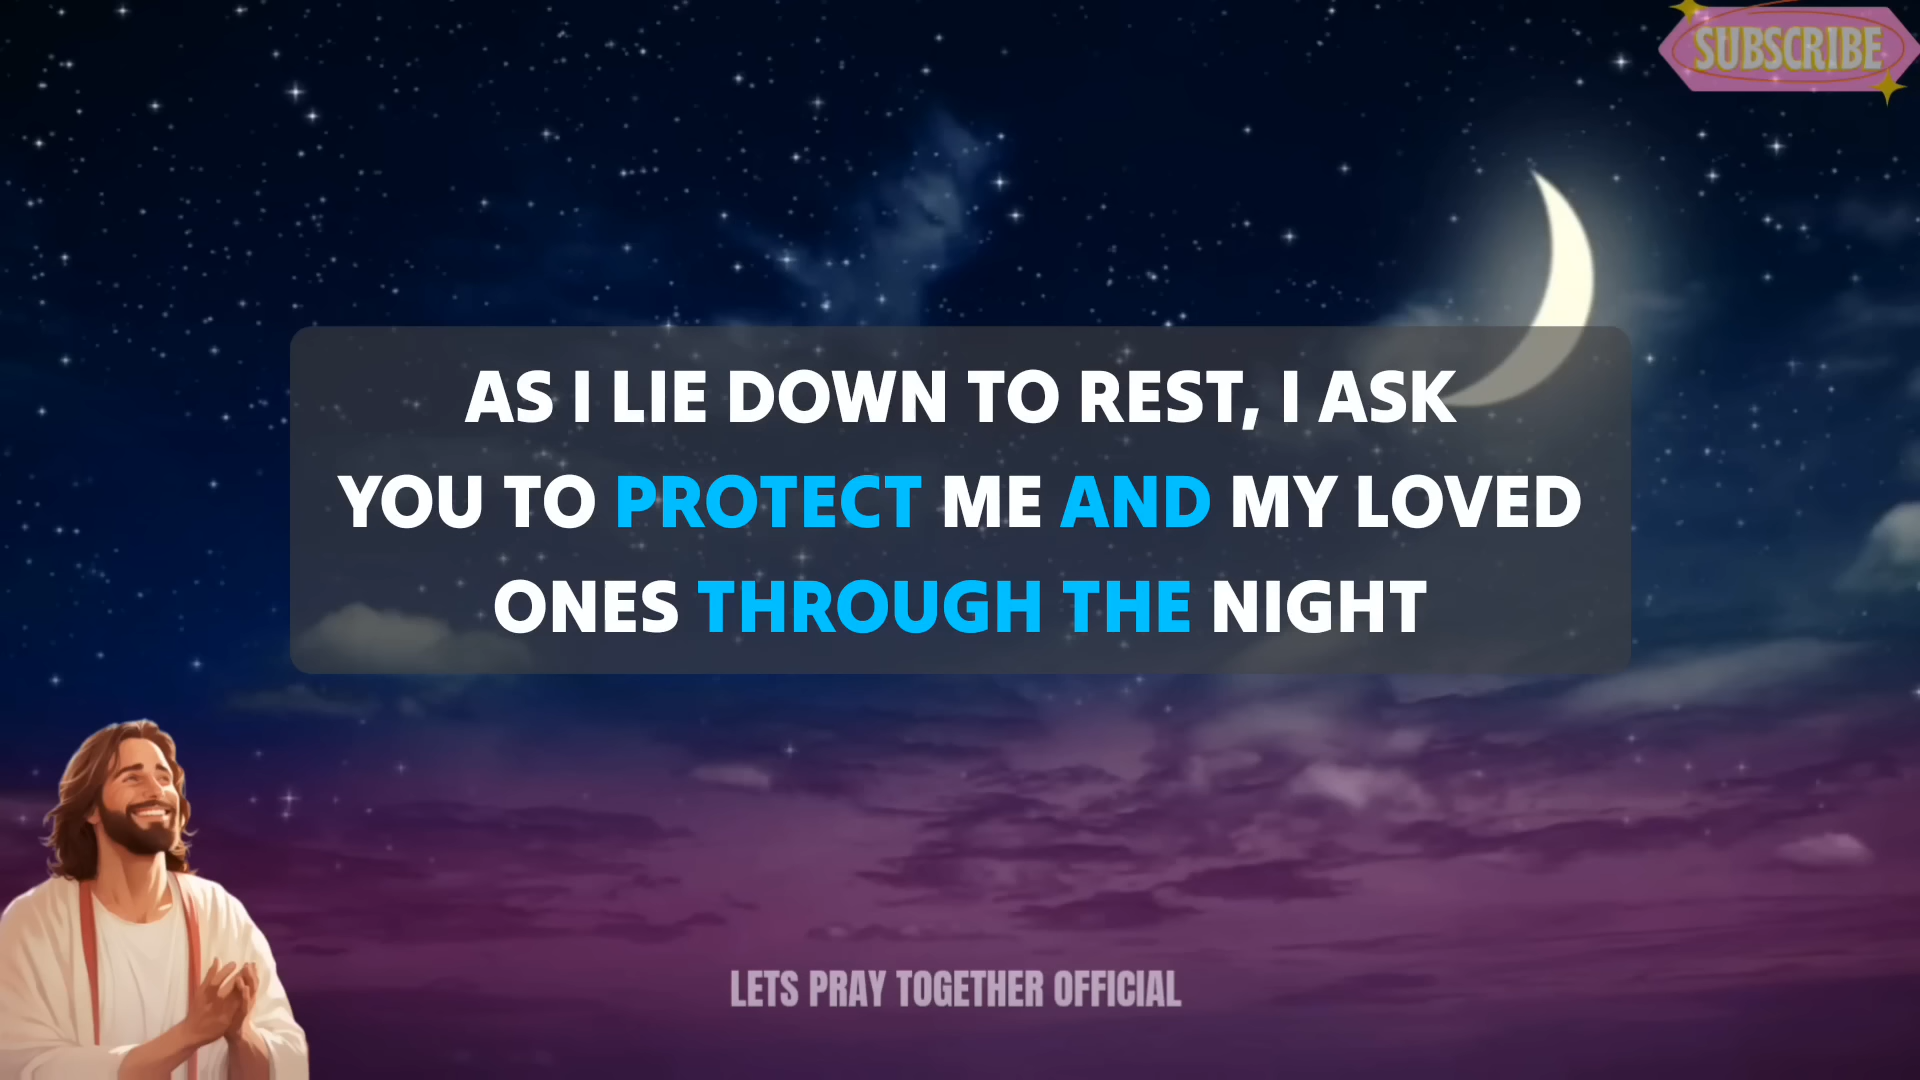 SUBSCRIBE
AS I LIE DOWN TO REST, I ASK
YOU TO PROTECT ME AND MY LOVED
ONES THROUGH THE NIGHT
LETS PRAY TOGETHER OFFICIAL